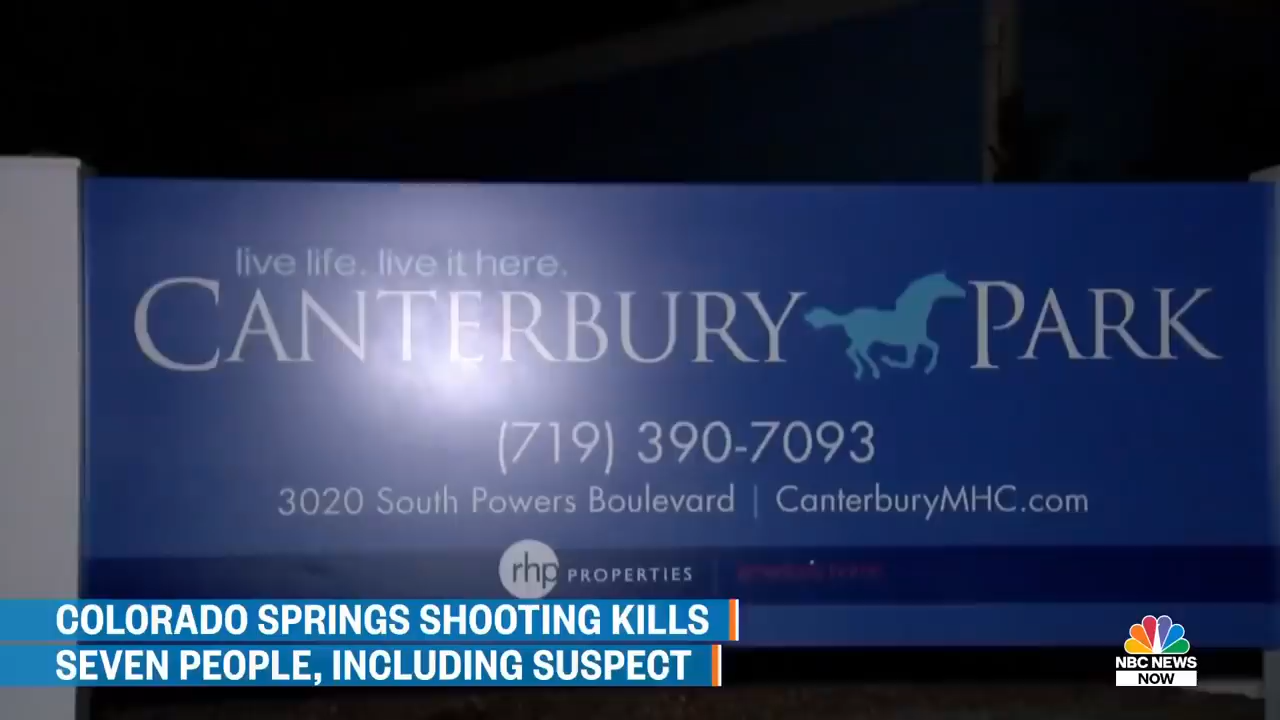 live life. live it here.
CANTERBURY PARK
(719) 390-7093
3020 South Powers Boulevard | CanterburyMHC.com
rhp PROPERTIES
COLORADO SPRINGS SHOOTING KILLS
SEVEN PEOPLE, INCLUDING SUSPECT
NBC NEWS
NOW